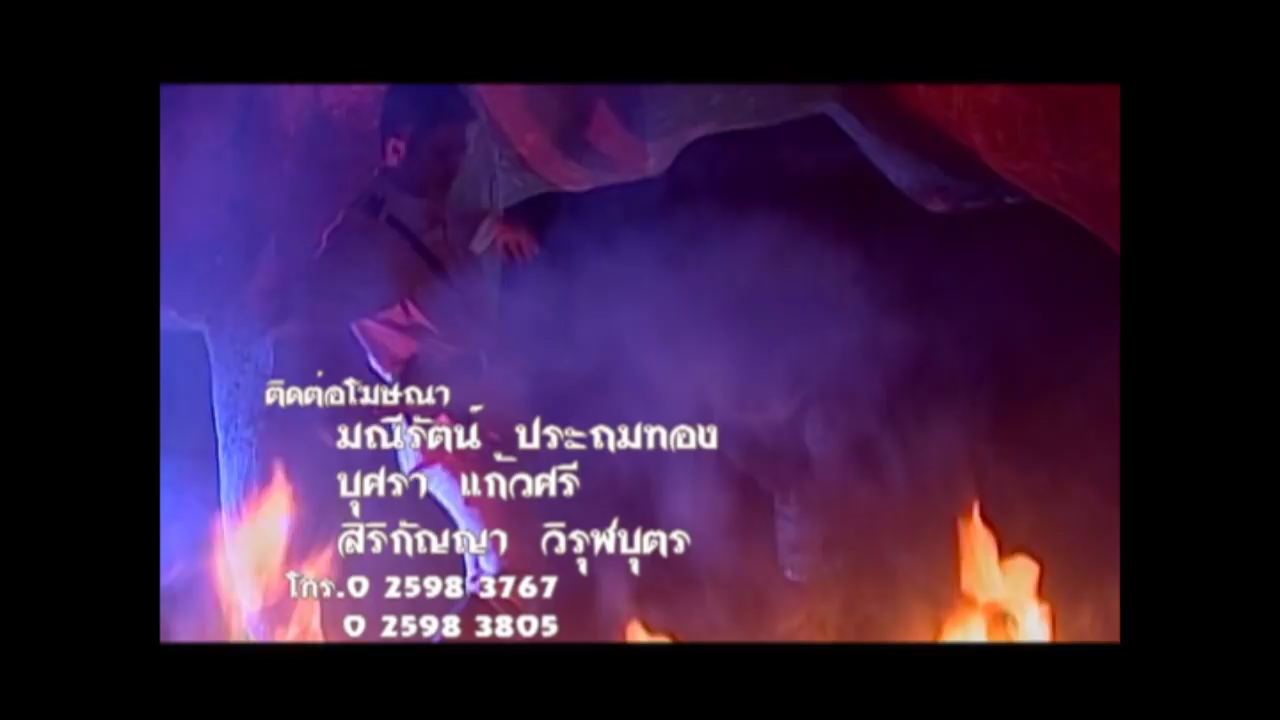 ติดต่อโฆษณา
มณีรัตน์ ประถมทอง
บุศรา แก้วศรี
สิริกัญญา วิรุฬบุตร
โทร.0 2598 3767
0 2598 3805